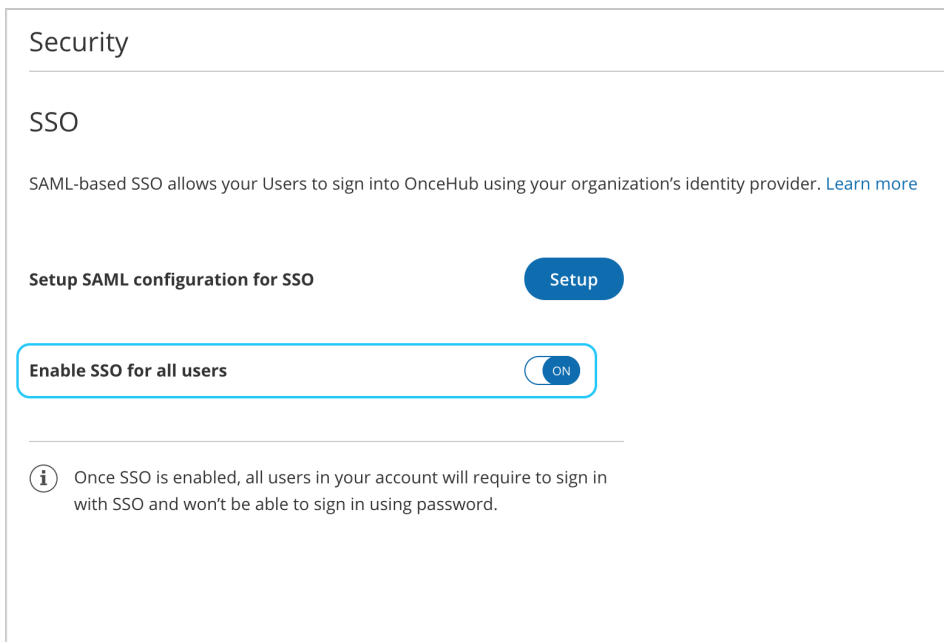 Security
SSO
SAML-based SSO allows your Users to sign into OnceHub using your organization’s identity provider. Learn more
Setup SAML configuration for SSO Setup
Enable SSO for all users ON
Once SSO is enabled, all users in your account will require to sign in
with SSO and won’t be able to sign in using password.